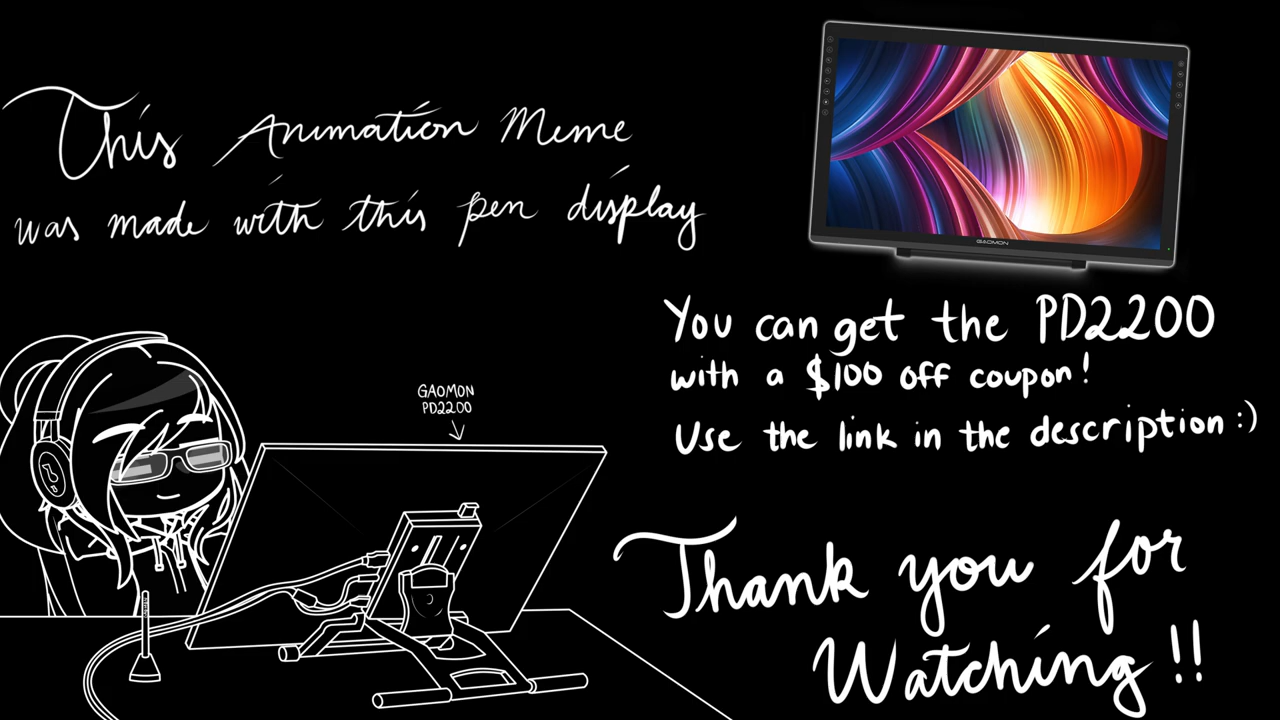 This Animation Meme
was made with this pen display
GAOMON
You can get the PD2200
with a $100 off coupon!
Use the link in the description :)
GAOMON
PD2200
Thank you for
Watching!!